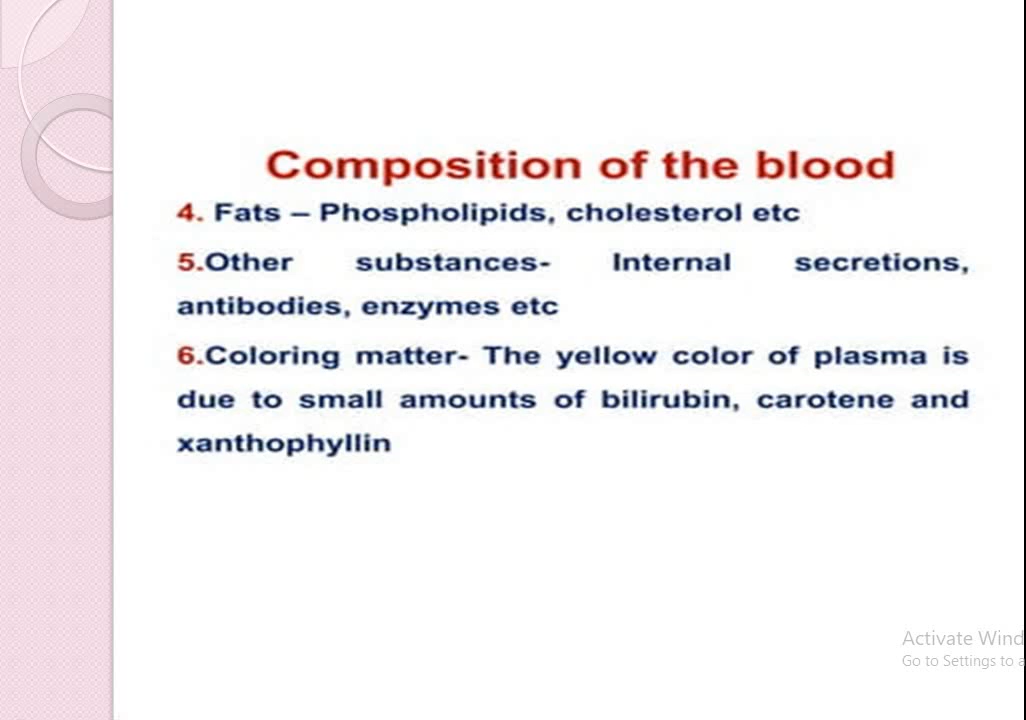 Composition of the blood
4. Fats – Phospholipids, cholesterol etc
5.Other substances- Internal secretions,
antibodies, enzymes etc
6.Coloring matter- The yellow color of plasma is
due to small amounts of bilirubin, carotene and
xanthophyllin
Activate Wind
Go to Settings to a